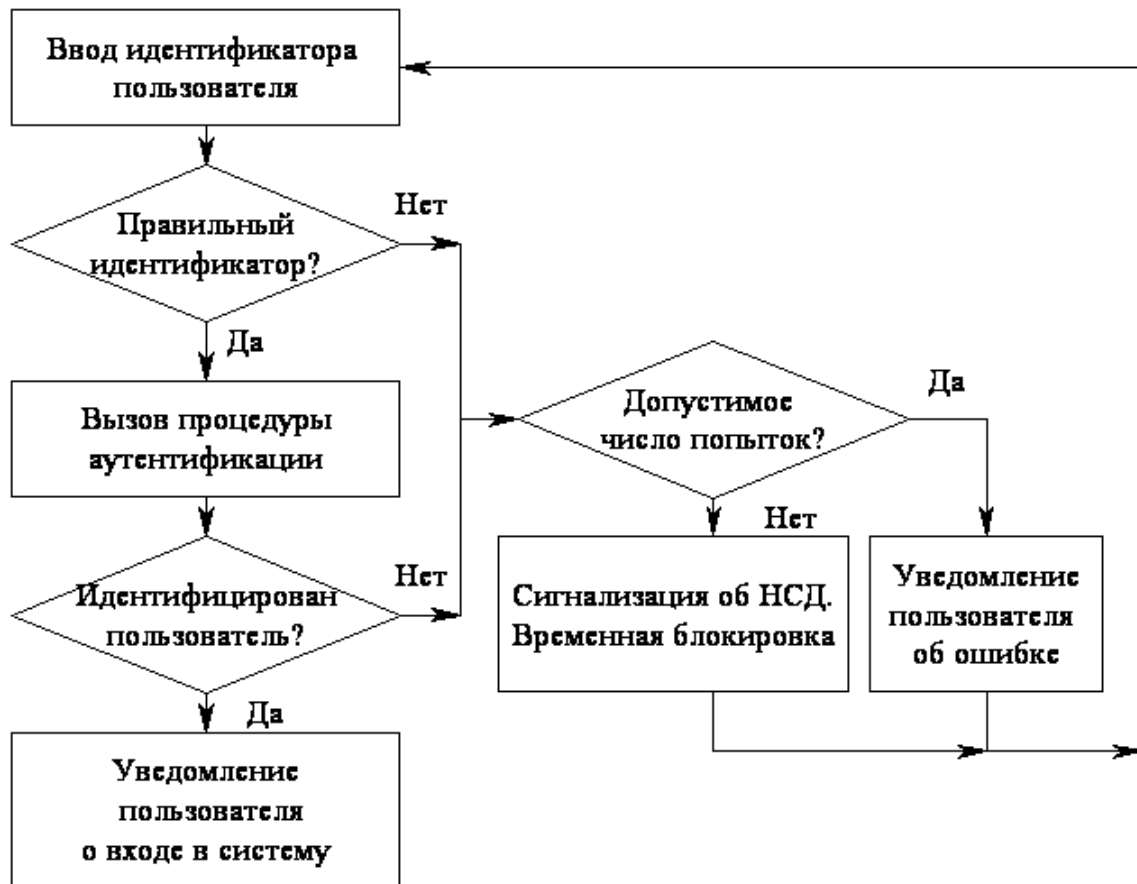 Ввод идентификатора
пользователя
Правильный
идентификатор?
Нет
Да
Вызов процедуры
аутентификации
Идентифицирован
пользователь?
Нет
Да
Уведомление
пользователя
о входе в систему
Допустимое
число попыток?
Да
Нет
Сигнализация об НСД.
Временная блокировка
Уведомление
пользователя
об ошибке